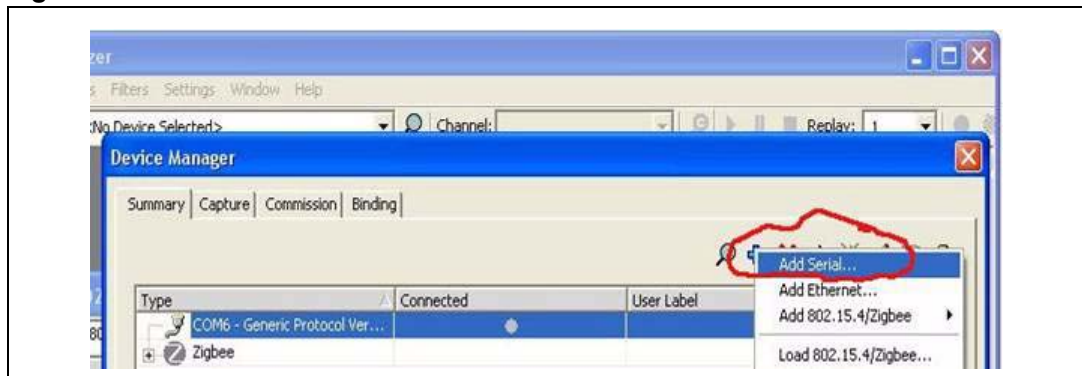 zer
Filters Settings Window Help
No Device Selected> Channel: Replay: 1
Device Manager
Summary Capture Commission Binding
Add Serial...
Type Connected User Label Add Ethernet...
COM6 - Generic Protocol Ver... Add 802.15.4/Zigbee
Zigbee
Load 802.15.4/Zigbee...